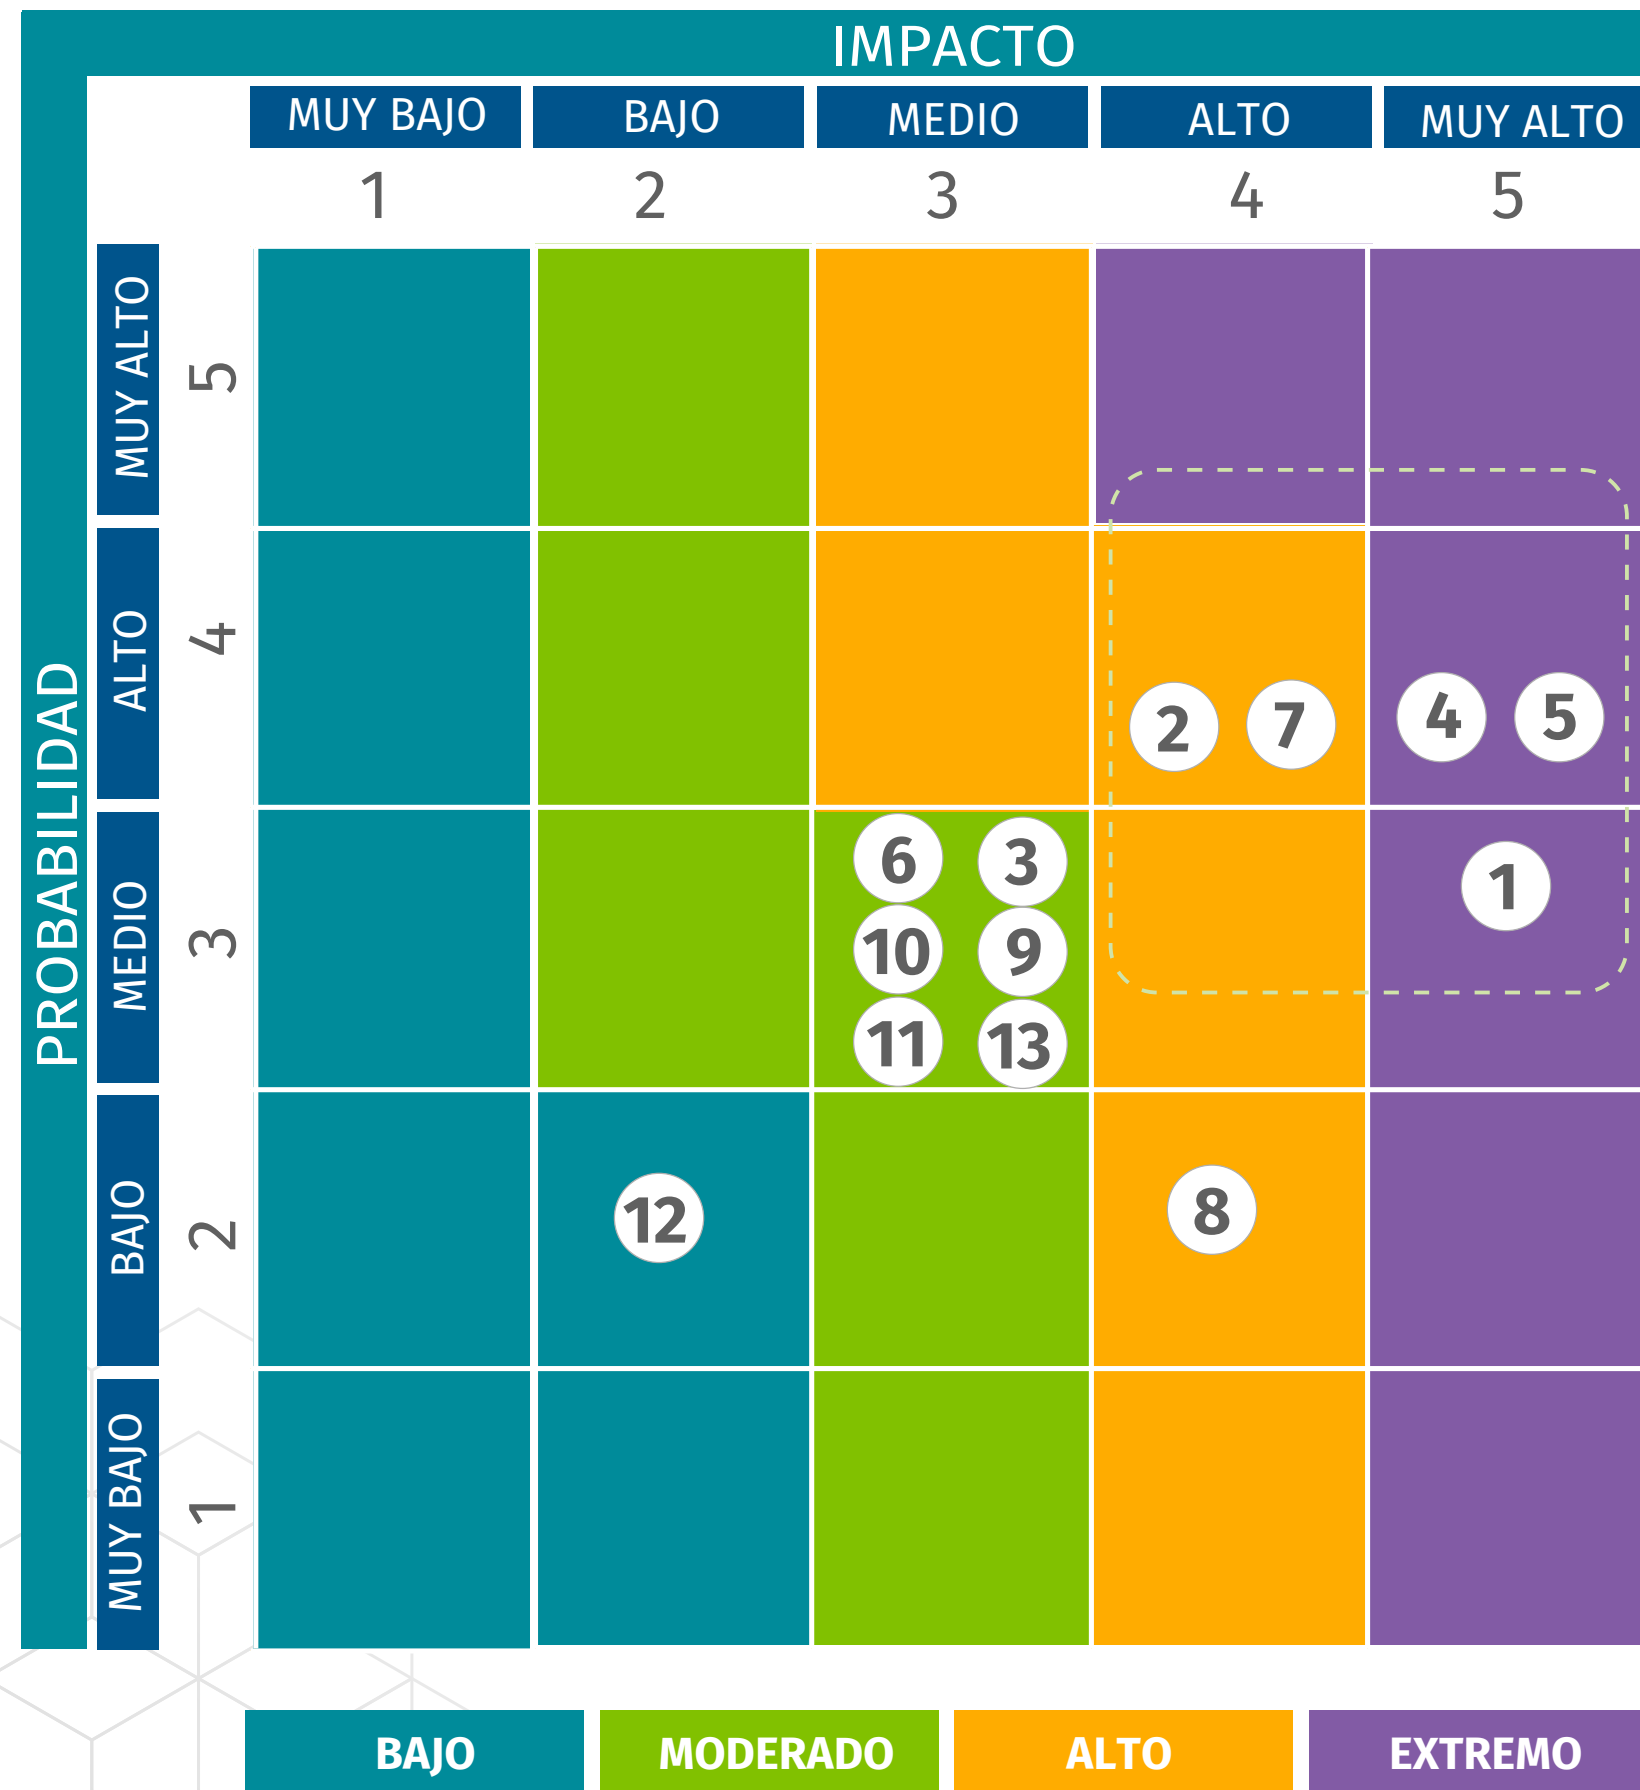 IMPACTO
MUY BAJO BAJO MEDIO ALTO MUY ALTO
1 2 3 4 5
PROBABILIDAD
MUY ALTO 5
ALTO 4
2 7 4 5
MEDIO 3
6 3 1
10 9
11 13
BAJO 2
12 8
MUY BAJO 1
BAJO MODERADO ALTO EXTREMO